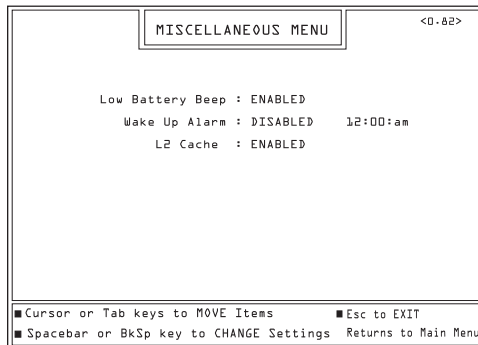 MISCELLANEOUS MENU
<0.82>
Low Battery Beep : ENABLED
Wake Up Alarm : DISABLED 12:00:am
L2 Cache : ENABLED
■ Cursor or Tab keys to MOVE Items ■ Esc to EXIT
■ Spacebar or BkSp key to CHANGE Settings Returns to Main Menu